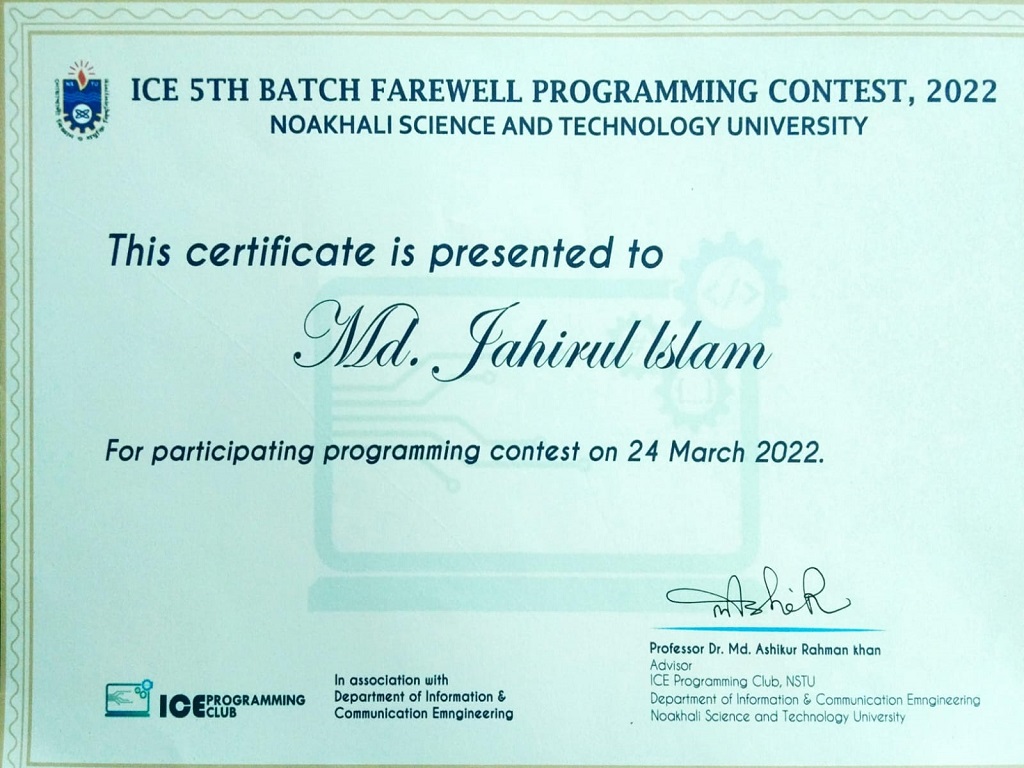 ICE 5TH BATCH FAREWELL PROGRAMMING CONTEST, 2022
NOAKHALI SCIENCE AND TECHNOLOGY UNIVERSITY
This certificate is presented to
Md. Jahirul Islam
For participating programming contest on 24 March 2022.
Ashik
Professor Dr. Md. Ashikur Rahman khan
Advisor
ICE Programming Club, NSTU
Department of Information & Communication Emngineering
Noakhali Science and Technology University
In association with
Department of Information &
Communication Emngineering
ICE PROGRAMMING
CLUB